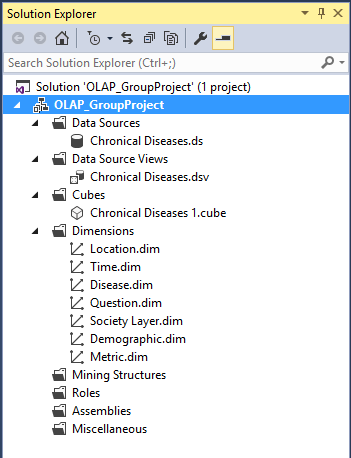 Solution Explorer
Search Solution Explorer (Ctrl+;)
Solution 'OLAP_GroupProject' (1 project)
OLAP_GroupProject
Data Sources
Chronical Diseases.ds
Data Source Views
Chronical Diseases.dsv
Cubes
Chronical Diseases 1.cube
Dimensions
Location.dim
Time.dim
Disease.dim
Question.dim
Society Layer.dim
Demographic.dim
Metric.dim
Mining Structures
Roles
Assemblies
Miscellaneous